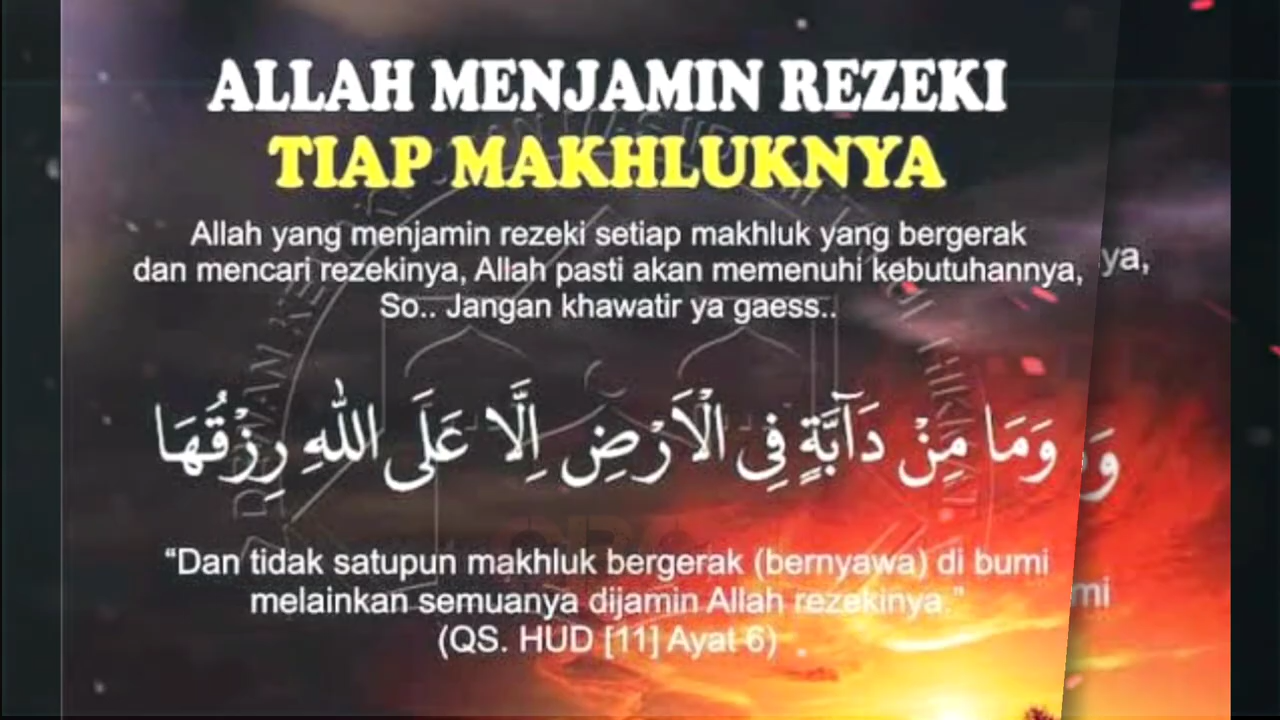 ALLAH MENJAMIN REZEKI
TIAP MAKHLUKNYA
Allah yang menjamin rezeki setiap makhluk yang bergerak
dan mencari rezekinya, Allah pasti akan memenuhi kebutuhannya, ya,
So.. Jangan khawatir ya gaess..
وَمَا مِنْ دَاۤبَّةٍ فِى الْاَرْضِ اِلَّا عَلَى اللّٰهِ رِزْقُهَا
“Dan tidak satupun makhluk bergerak (bernyawa) di bumi mi
melainkan semuanya dijamin Allah rezekinya.”
(QS. HUD [11] Ayat 6)